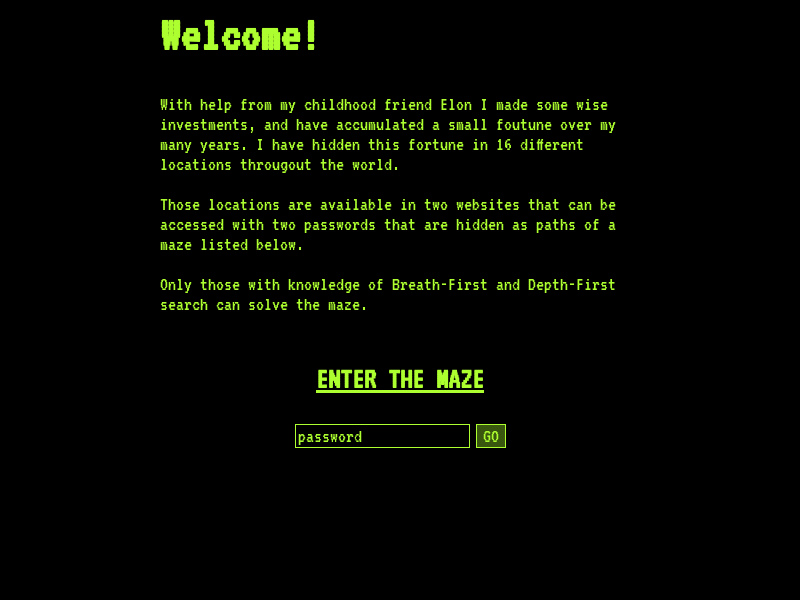 Welcome!
With help from my childhood friend Elon I made some wise
investments, and have accumulated a small foutune over my
many years. I have hidden this fortune in 16 different
locations througout the world.
Those locations are available in two websites that can be
accessed with two passwords that are hidden as paths of a
maze listed below.
Only those with knowledge of Breath-First and Depth-First
search can solve the maze.
ENTER THE MAZE
password GO